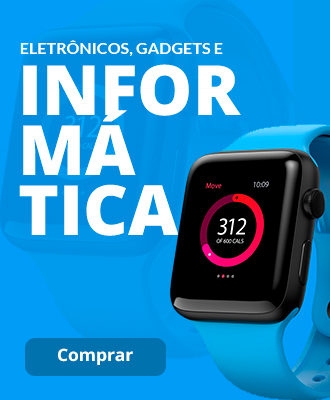 ELETRÔNICOS, GADGETS E
INFOR
MÁ
TICA
Move 10:09
312
OF 600 CALS
Comprar